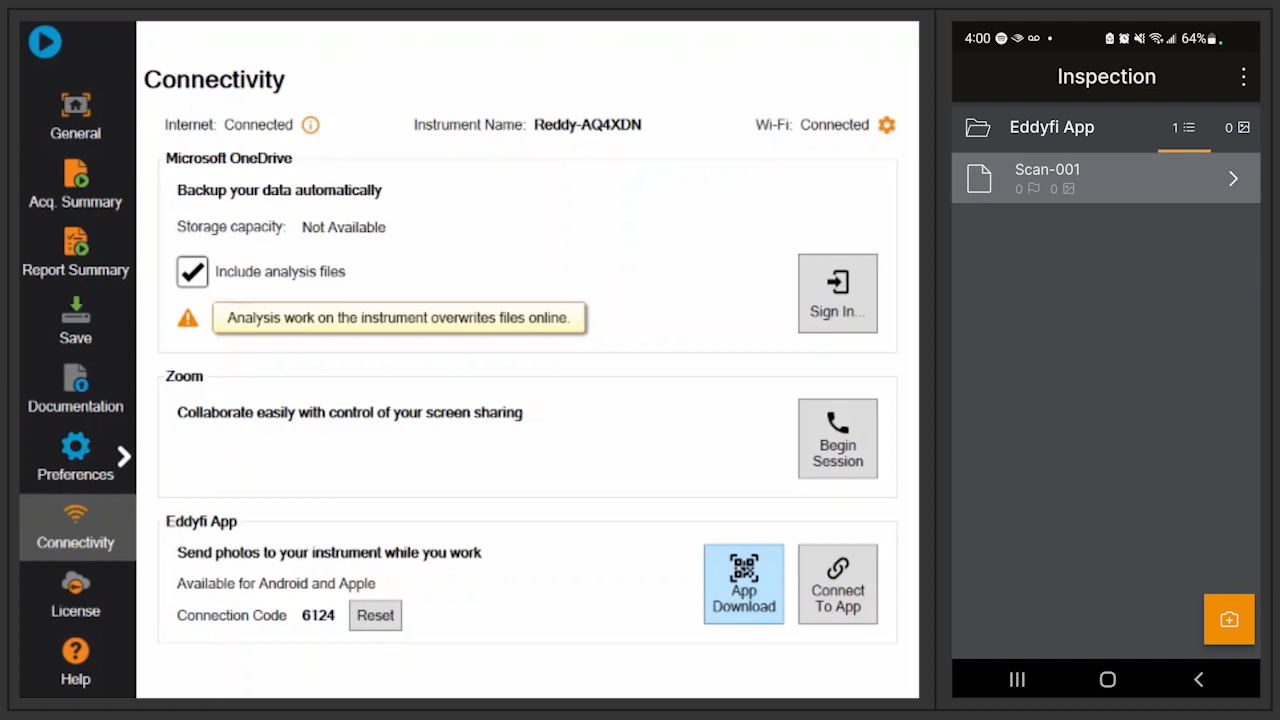 General
Acq. Summary
Report Summary
Save
Documentation
Preferences
Connectivity
License
Help
Connectivity
Internet: Connected
Instrument Name: Reddy-AQ4XDN
Wi-Fi: Connected
Microsoft OneDrive
Backup your data automatically
Storage capacity: Not Available
Include analysis files
Analysis work on the instrument overwrites files online.
Sign In...
Zoom
Collaborate easily with control of your screen sharing
Begin
Session
Eddyfi App
Send photos to your instrument while you work
Available for Android and Apple
Connection Code 6124 Reset
App
Download
Connect
To App
4:00 64%
Inspection
Eddyfi App 1 0
Scan-001
0 0